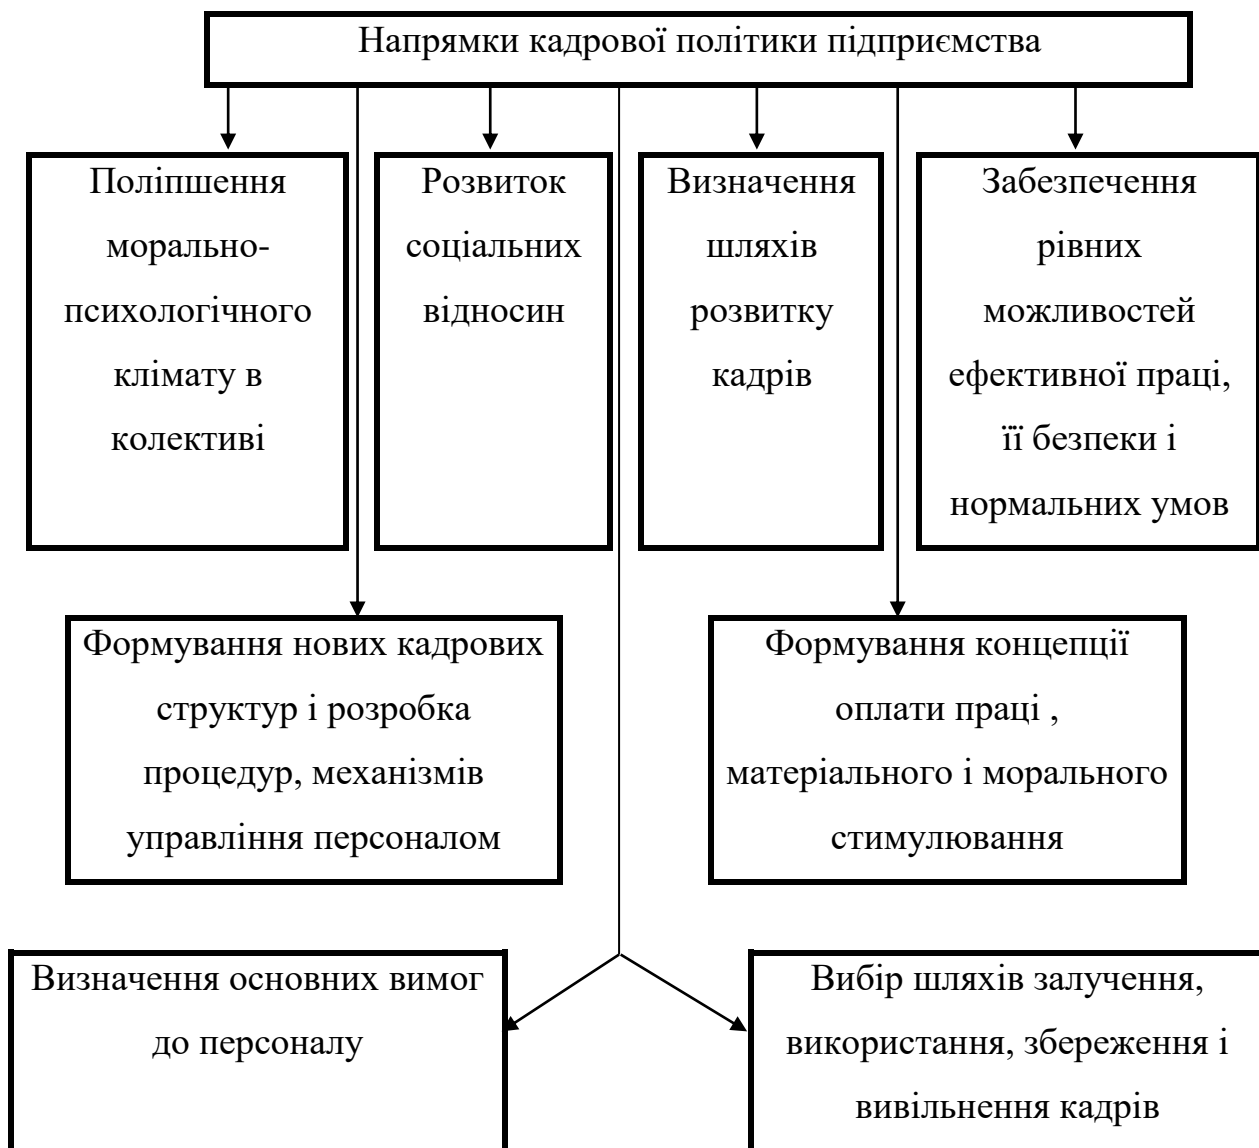 Напрямки кадрової політики підприємства
Поліпшення
морально-
психологічного
клімату в
колективі
Розвиток
соціальних
відносин
Визначення
шляхів
розвитку
кадрів
Забезпечення
рівних
можливостей
ефективної праці,
її безпеки і
нормальних умов
Формування нових кадрових
структур і розробка
процедур, механізмів
управління персоналом
Формування концепції
оплати праці ,
матеріального і морального
стимулювання
Визначення основних вимог
до персоналу
Вибір шляхів залучення,
використання, збереження і
вивільнення кадрів